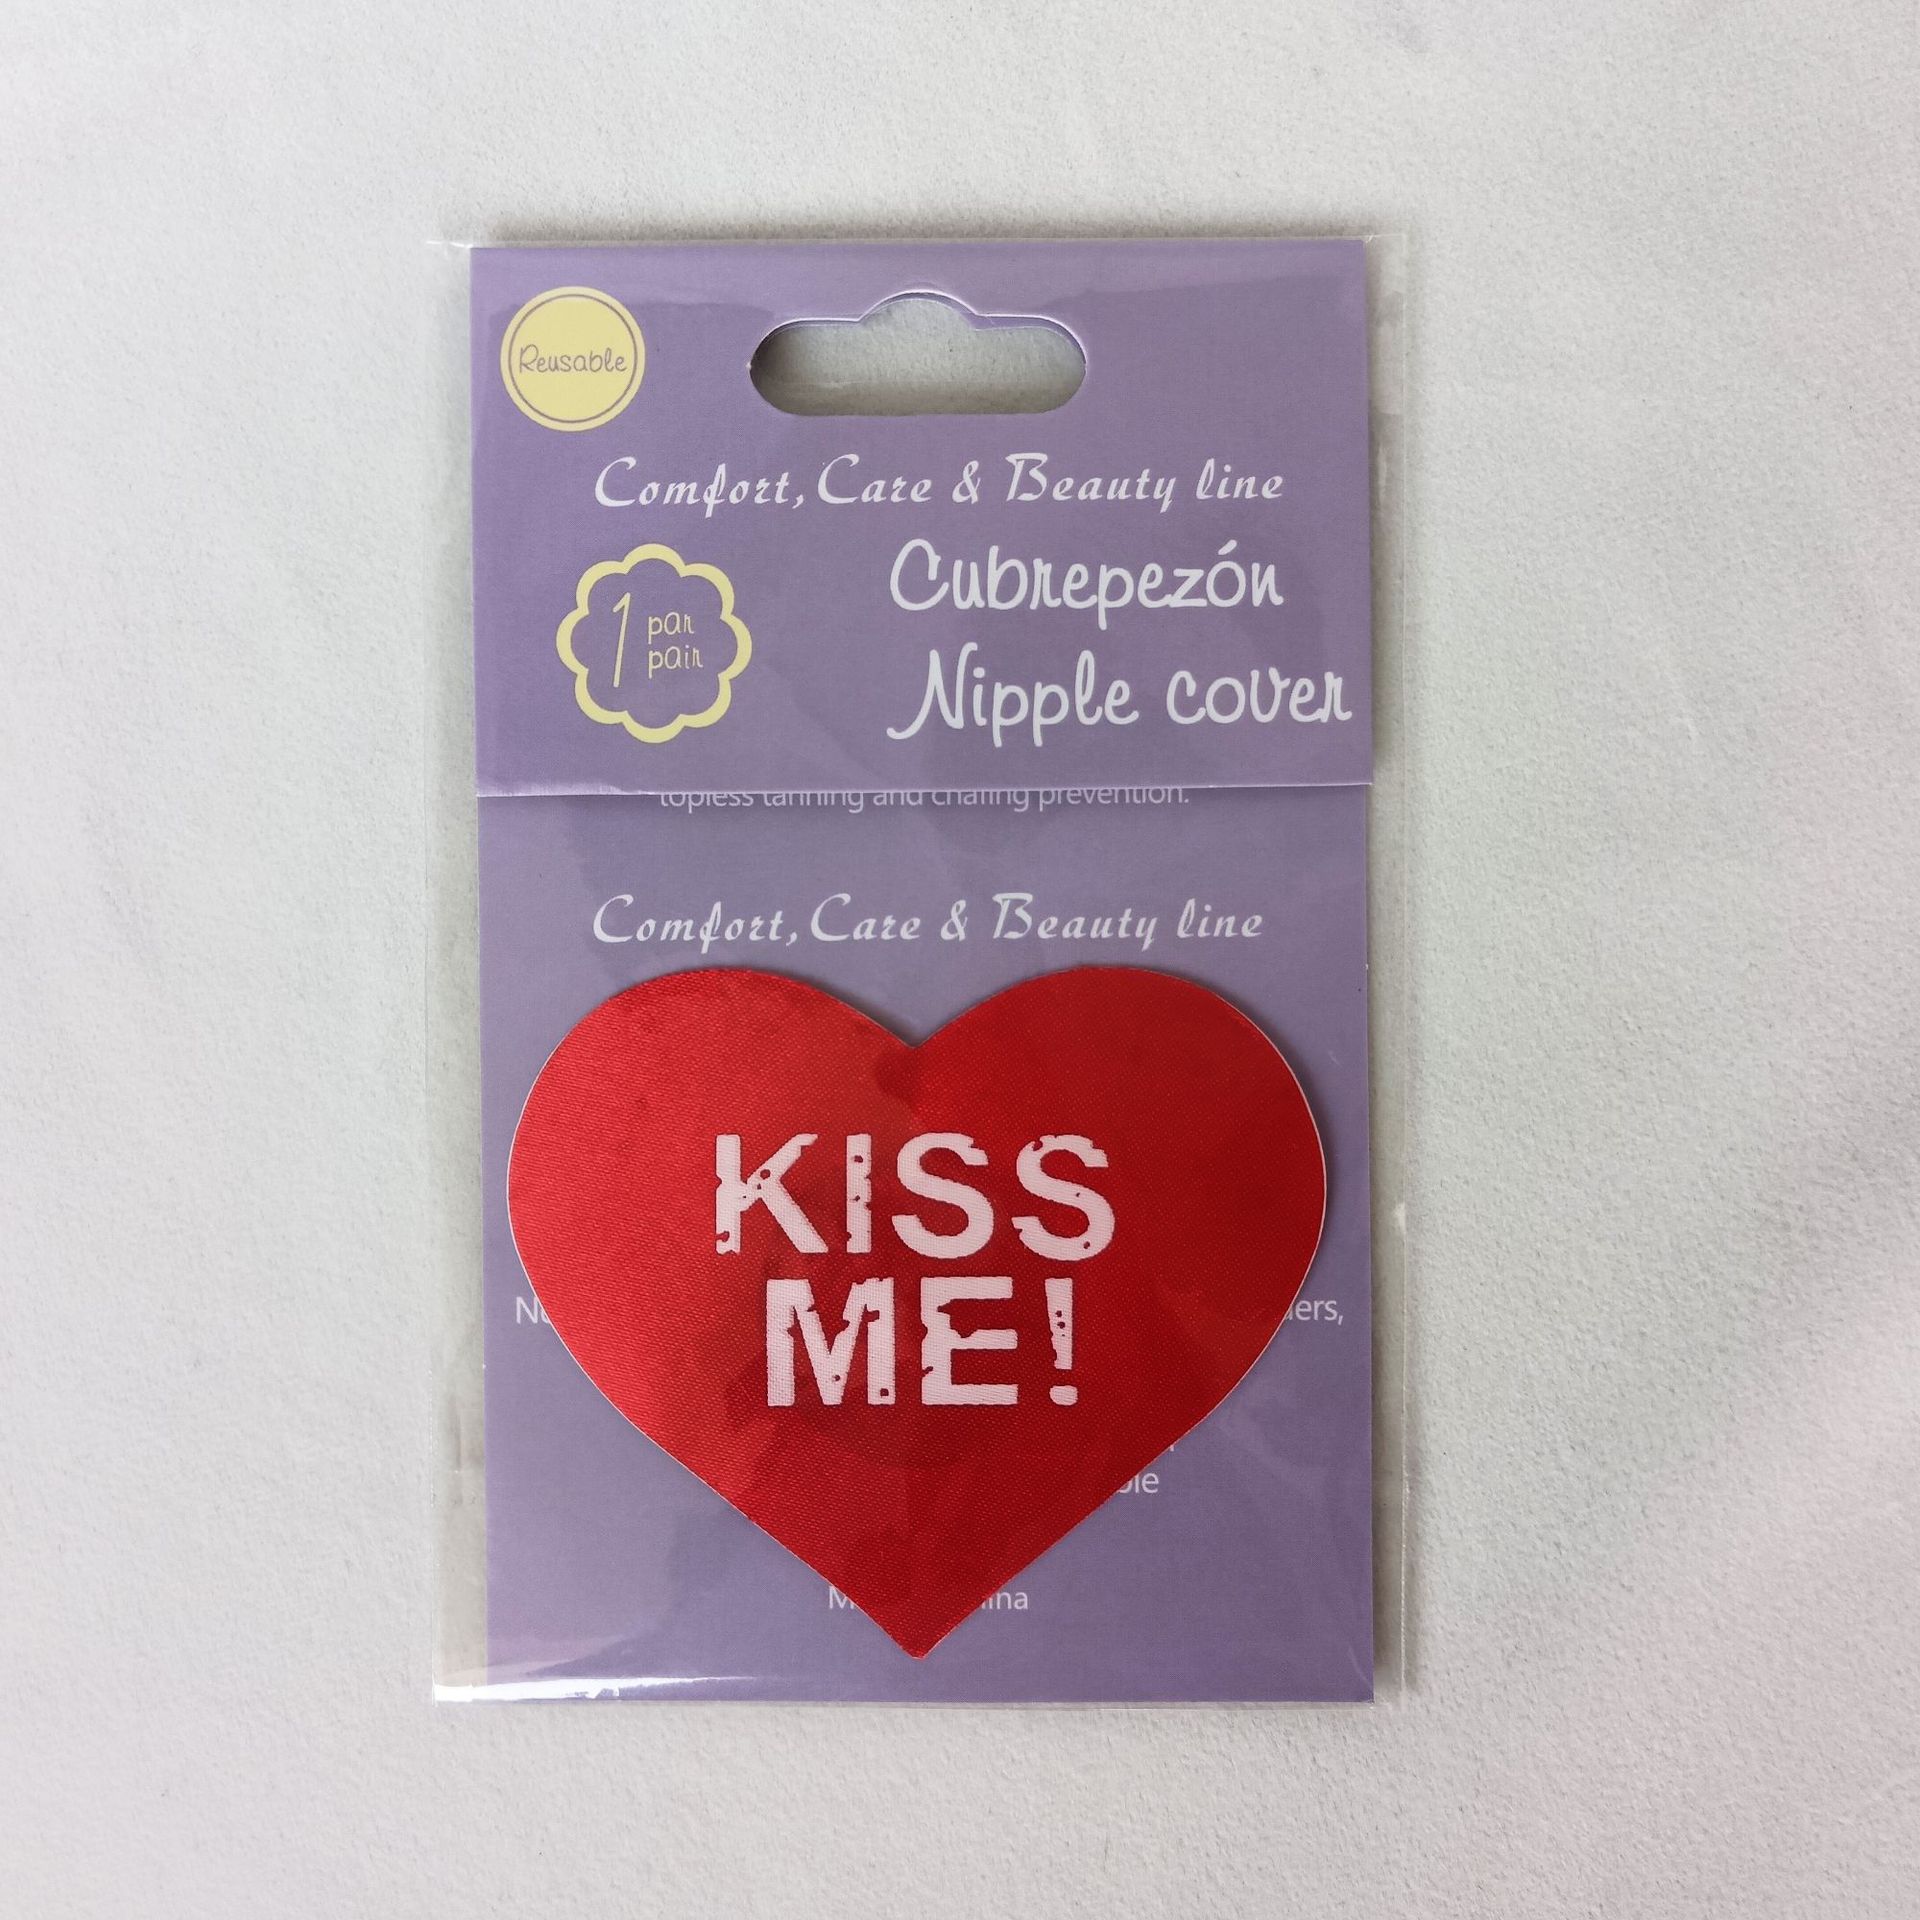 Reusable
Comfort, Care & Beauty line
Cubrepezón
1 par
pair
Nipple cover
topless tanning and chafing prevention.
Comfort, Care & Beauty line
KISS
ME!